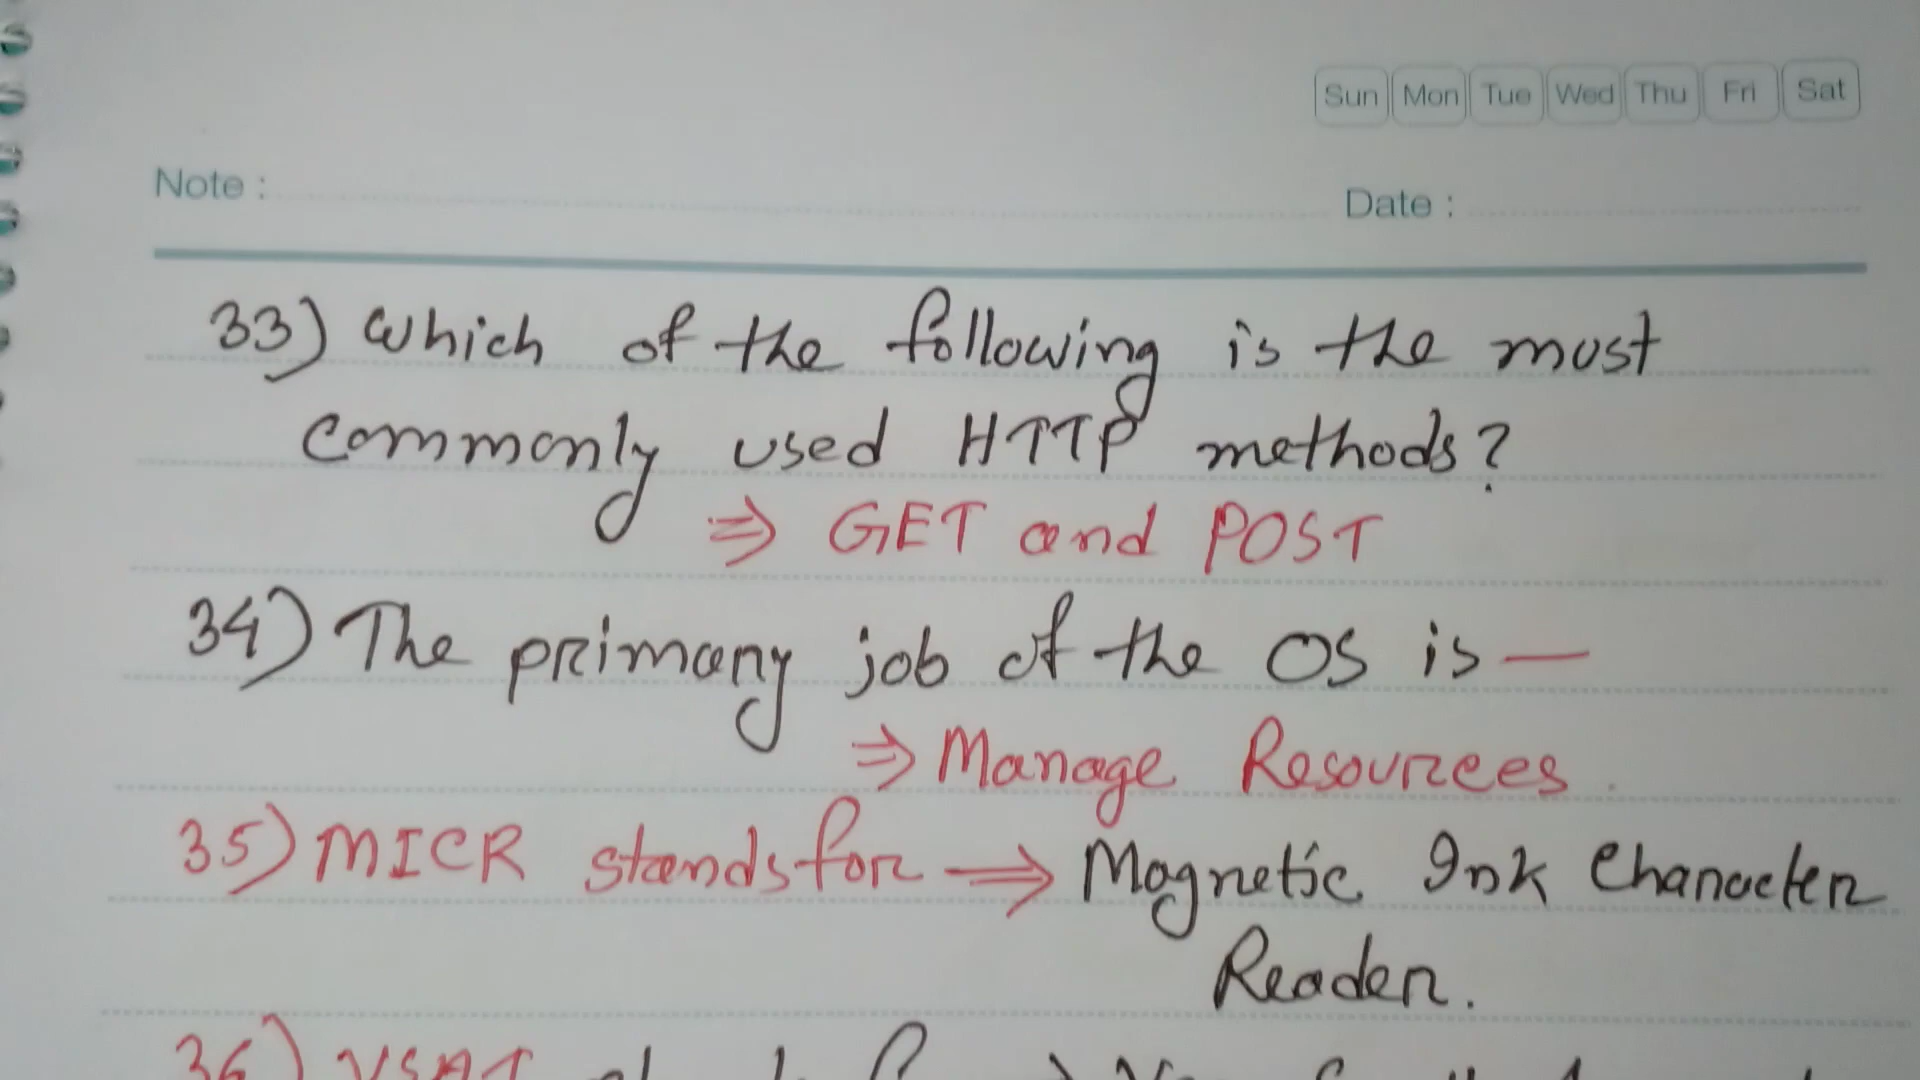 Sun Mon Tue Wed Thu Fri Sat
Note :
Date :
33) Which of the following is the most
commonly used HTTP methods?
⇒ GET and POST
34) The primary job of the OS is —
⇒ Manage Resources.
35) MICR stands for ⇒ Magnetic Ink Character
Reader.
36) VSAT